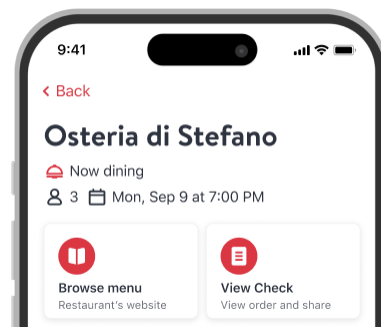 9:41
Back
Osteria di Stefano
Now dining
3 Mon, Sep 9 at 7:00 PM
Browse menu
Restaurant's website
View Check
View order and share